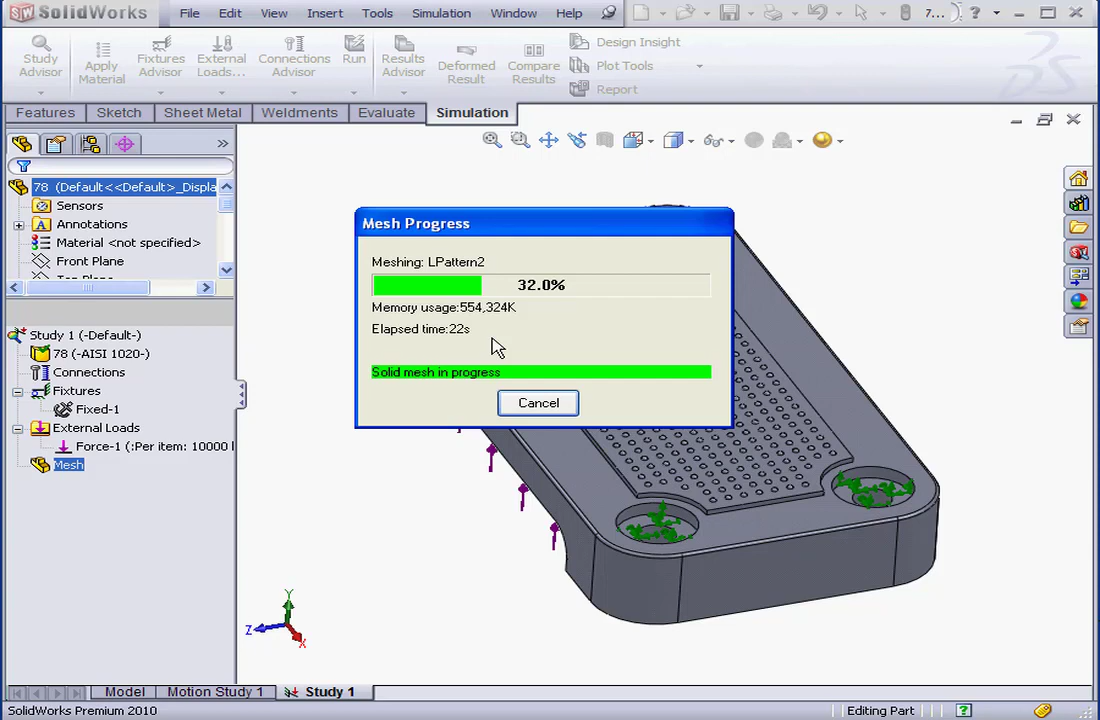 SolidWorks File Edit View Insert Tools Simulation Window Help 7... ?
Study Advisor
Apply Material
Fixtures Advisor
External Loads...
Connections Advisor
Run
Results Advisor
Deformed Result
Compare Results
Design Insight
Plot Tools
Report
Features Sketch Sheet Metal Weldments Evaluate Simulation
78 (Default<<Default>_Displa
Sensors
Annotations
Material <not specified>
Front Plane
Study 1 (-Default-)
78 (-AISI 1020-)
Connections
Fixtures
Fixed-1
External Loads
Force-1 (:Per item: 10000
Mesh
Mesh Progress
Meshing: LPattern2
32.0%
Memory usage:554,324K
Elapsed time:22s
Solid mesh in progress
Cancel
Y
Z
X
Model Motion Study 1 Study 1
SolidWorks Premium 2010 Editing Part ?